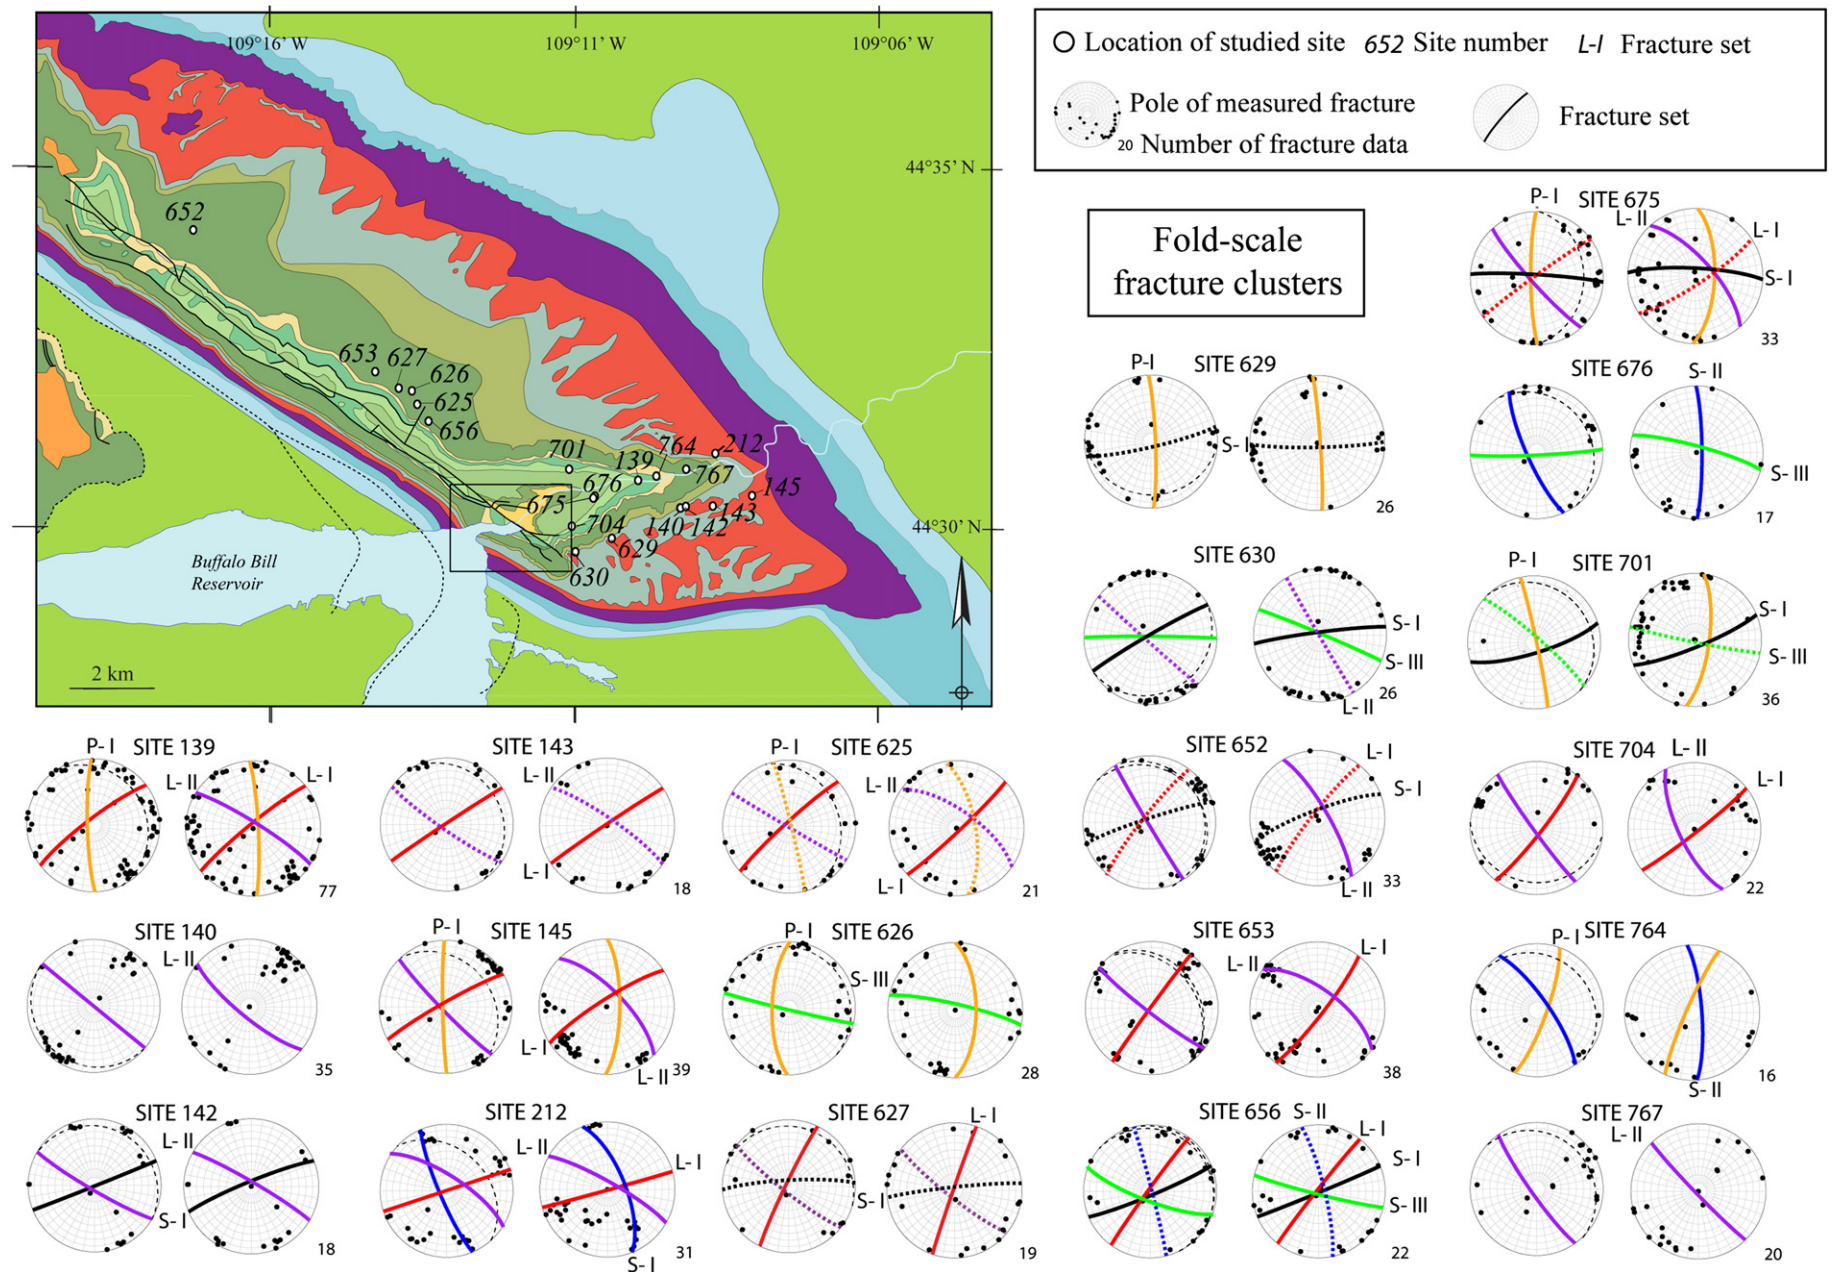 109°16' W
109°11' W
109°06' W
44°35' N
44°30' N
652
653
627
626
625
656
701
139
764
212
767
676
675
145
143
142
140
704
629
630
Buffalo Bill
Reservoir
2 km
Location of studied site
652 Site number
L-I Fracture set
Pole of measured fracture
20 Number of fracture data
Fracture set
Fold-scale
fracture clusters
P- I SITE 675
L- II
L- I
S- I
33
P-I SITE 629
S- I
26
SITE 676 S- II
S- III
17
SITE 630
S- I
S- III
26
L- II
P- I SITE 701
S- I
S- III
36
P- I SITE 139
L- II
L- I
77
SITE 143
L- II
L- I
18
P- I SITE 625
L- II
L- I
21
SITE 652
L- I
S- I
33
L- II
SITE 704 L- II
L- I
22
SITE 140
L- II
35
P- I SITE 145
L- I
L- II
39
P- I SITE 626
S- III
28
SITE 653
L- I
L- II
38
P- I SITE 764
S- II
16
SITE 142
L- II
S- I
18
SITE 212
L- II
L- I
31
S- I
SITE 627 L- I
S- I
19
SITE 656 S- II
L- I
S- I
S- III
22
SITE 767
L- II
20